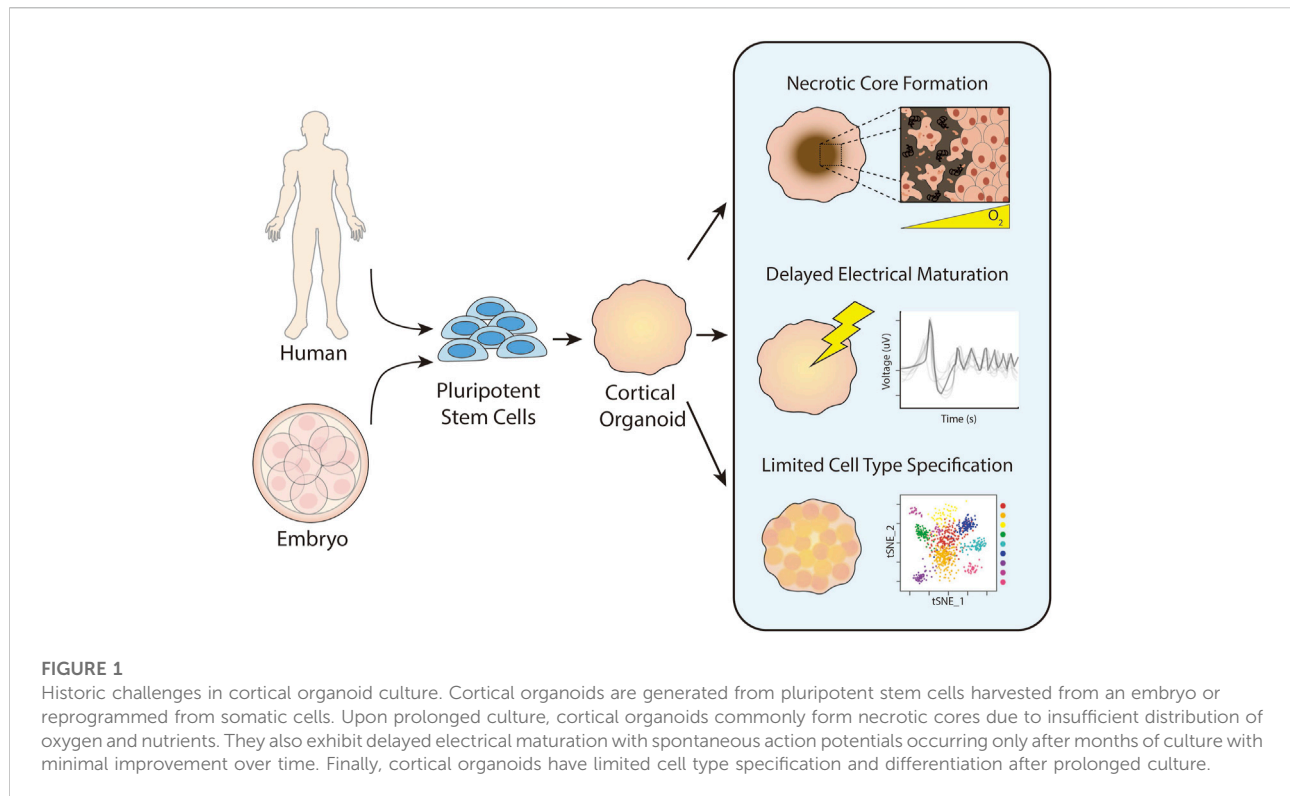 Human
Embryo
Pluripotent
Stem Cells
Cortical
Organoid
Necrotic Core Formation
O2
Delayed Electrical Maturation
Voltage (uV)
Time (s)
Limited Cell Type Specification
tSNE_2
tSNE_1
FIGURE 1
Historic challenges in cortical organoid culture. Cortical organoids are generated from pluripotent stem cells harvested from an embryo or
reprogrammed from somatic cells. Upon prolonged culture, cortical organoids commonly form necrotic cores due to insufficient distribution of
oxygen and nutrients. They also exhibit delayed electrical maturation with spontaneous action potentials occurring only after months of culture with
minimal improvement over time. Finally, cortical organoids have limited cell type specification and differentiation after prolonged culture.